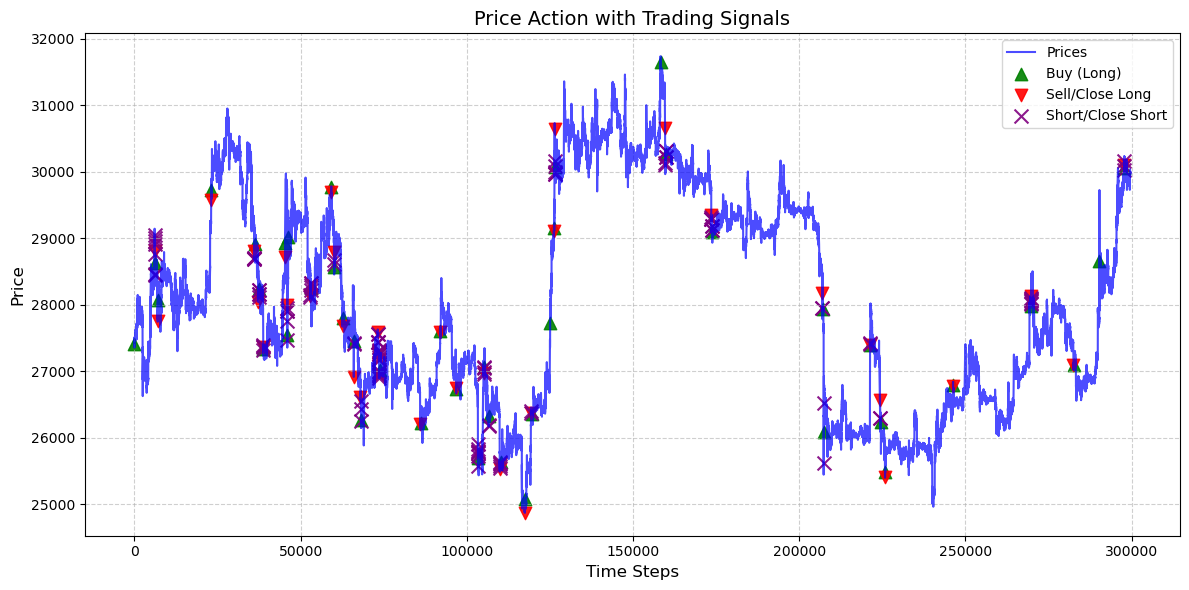 Price Action with Trading Signals
Price
32000
31000
30000
29000
28000
27000
26000
25000
0
50000
100000
150000
200000
250000
300000
Time Steps
Prices
Buy (Long)
Sell/Close Long
Short/Close Short